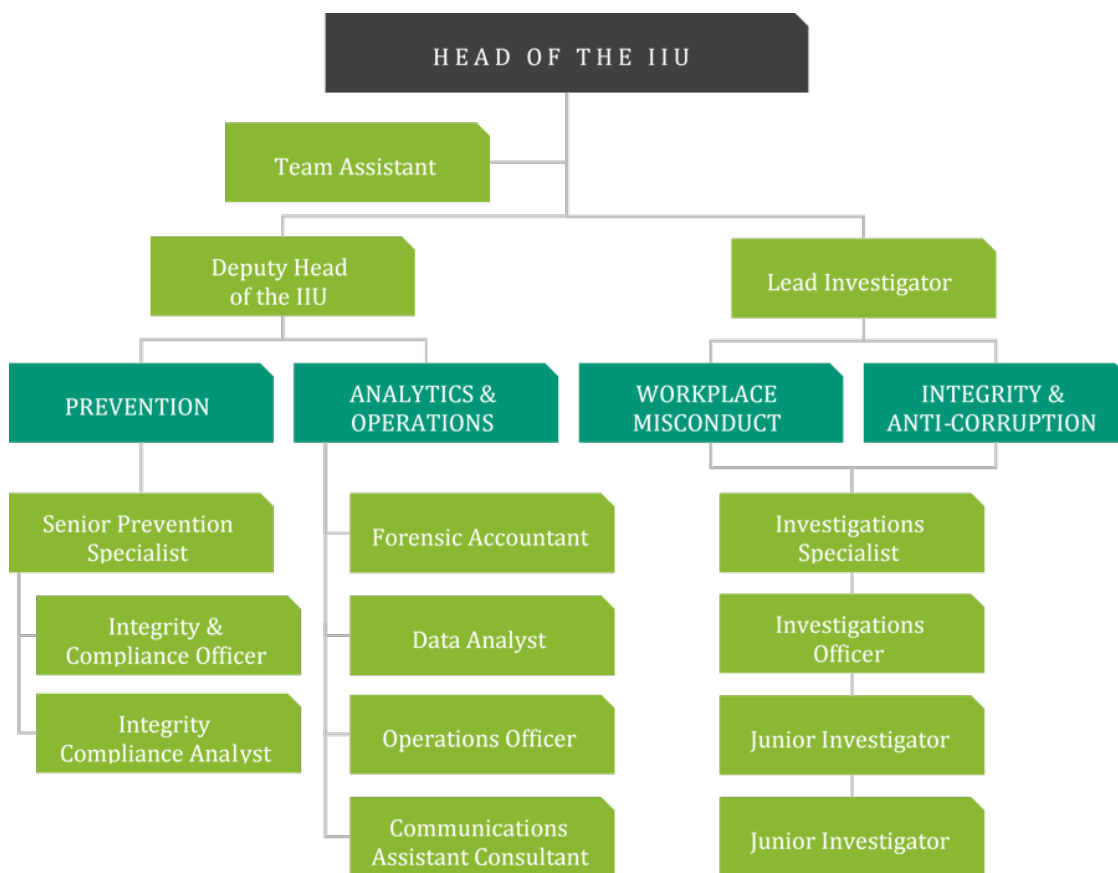 HEAD OF THE IIU
Team Assistant
Deputy Head
of the IIU
Lead Investigator
PREVENTION
ANALYTICS &
OPERATIONS
WORKPLACE
MISCONDUCT
INTEGRITY &
ANTI-CORRUPTION
Senior Prevention
Specialist
Integrity &
Compliance Officer
Integrity
Compliance Analyst
Forensic Accountant
Data Analyst
Operations Officer
Communications
Assistant Consultant
Investigations
Specialist
Investigations
Officer
Junior Investigator
Junior Investigator